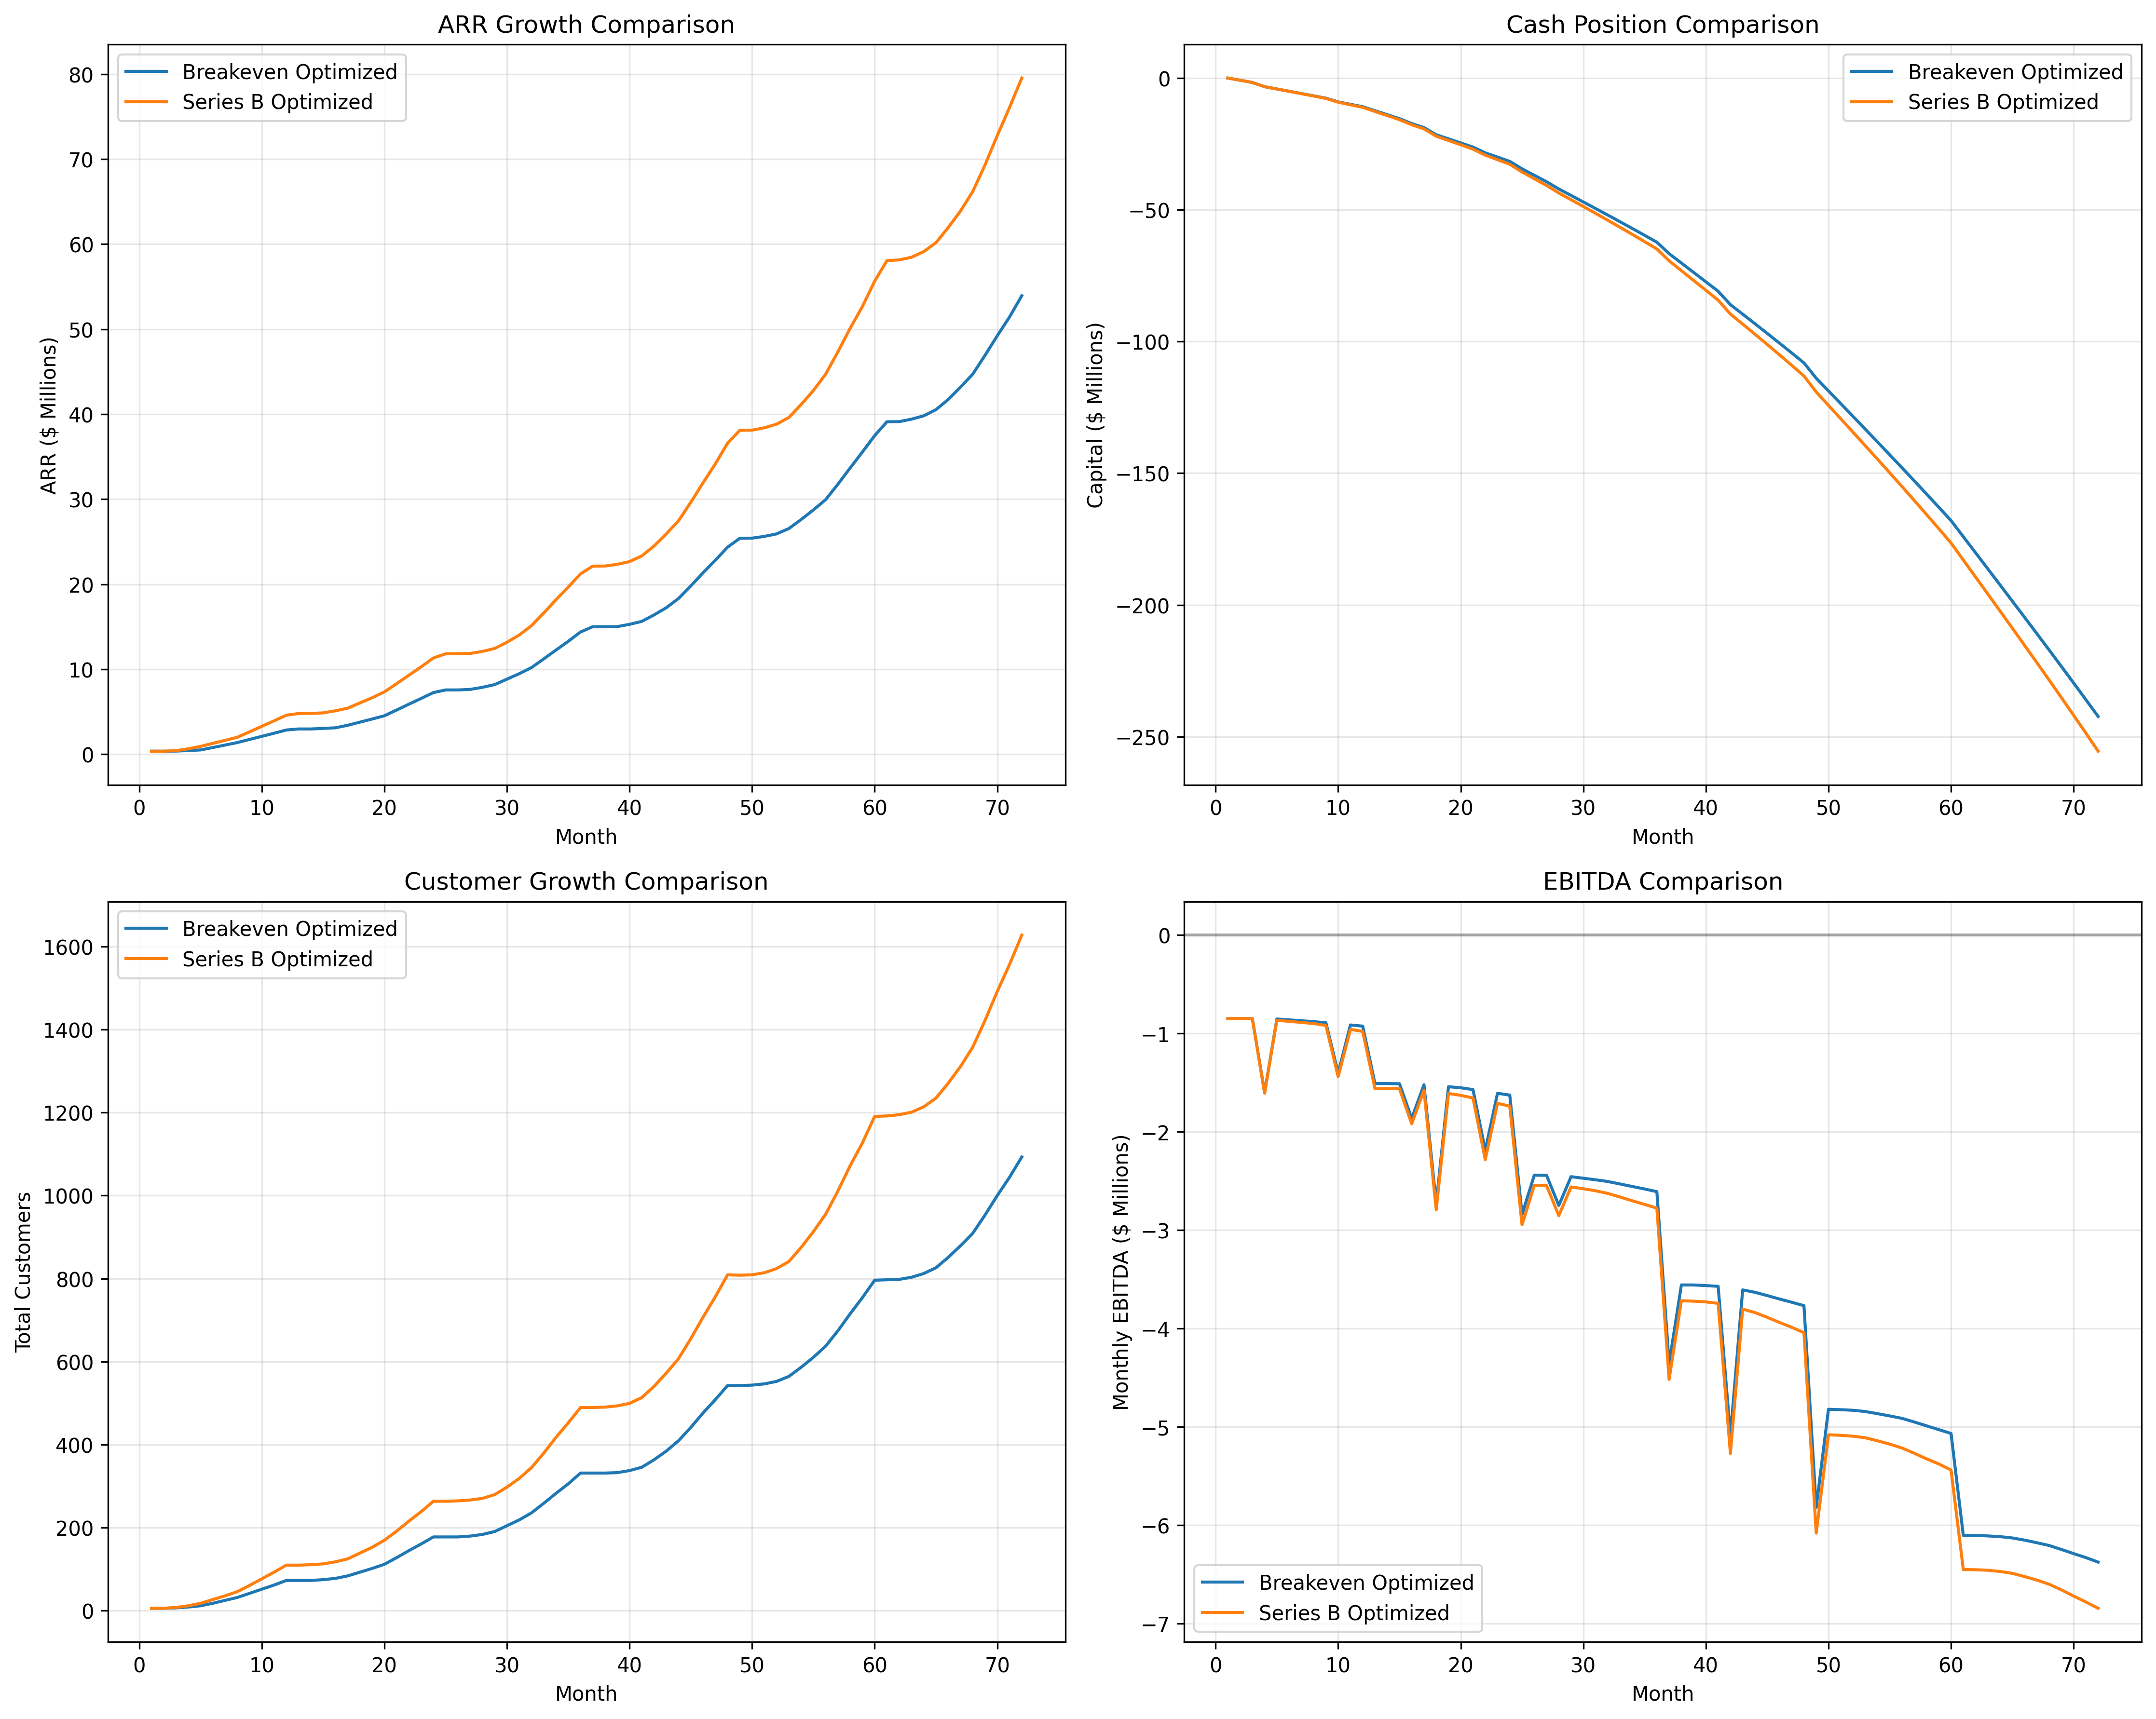 ARR Growth Comparison
Breakeven Optimized
Series B Optimized
ARR ($ Millions)
80
70
60
50
40
30
20
10
0
0 10 20 30 40 50 60 70
Month
Cash Position Comparison
Breakeven Optimized
Series B Optimized
Capital ($ Millions)
0
−50
−100
−150
−200
−250
0 10 20 30 40 50 60 70
Month
Customer Growth Comparison
Breakeven Optimized
Series B Optimized
Total Customers
1600
1400
1200
1000
800
600
400
200
0
0 10 20 30 40 50 60 70
Month
EBITDA Comparison
Monthly EBITDA ($ Millions)
0
−1
−2
−3
−4
−5
−6
−7
Breakeven Optimized
Series B Optimized
0 10 20 30 40 50 60 70
Month